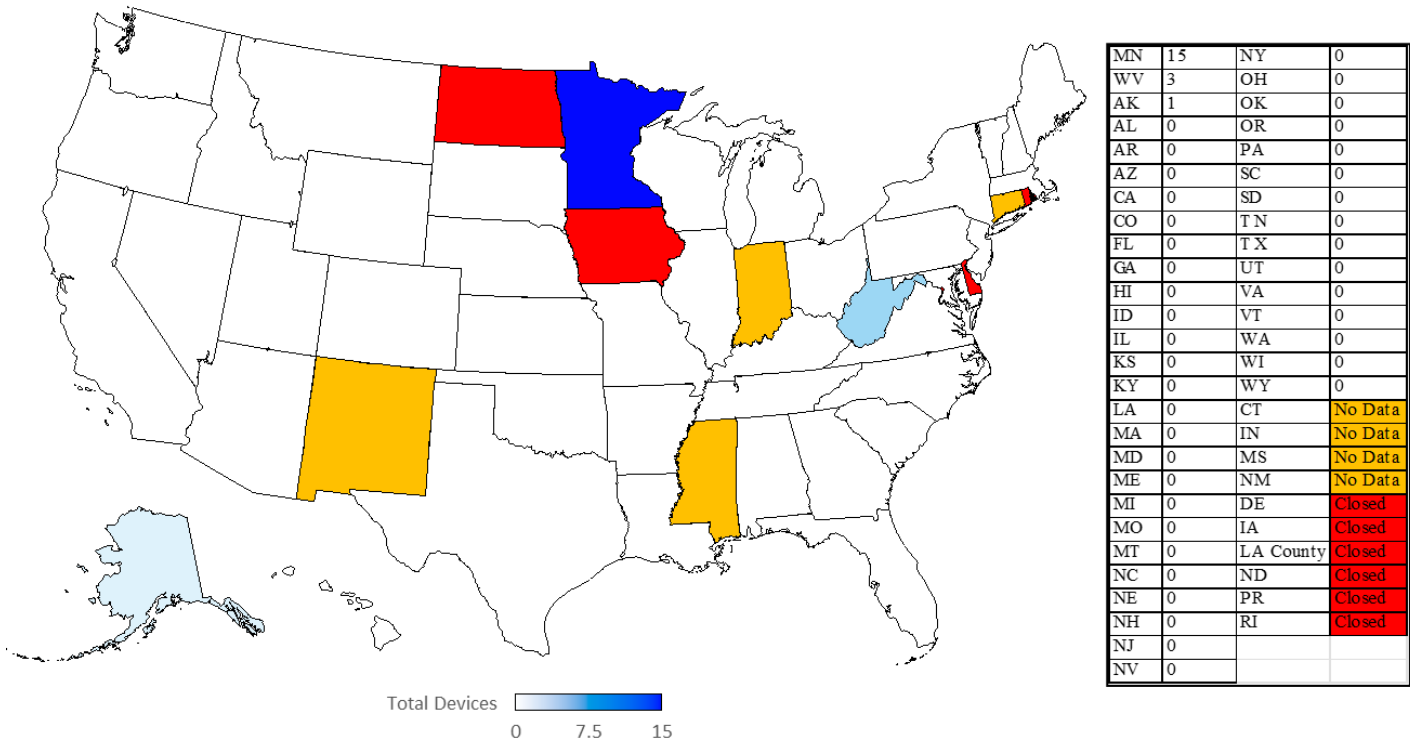 MN 15 NY 0
WV 3 OH 0
AK 1 OK 0
AL 0 OR 0
AR 0 PA 0
AZ 0 SC 0
CA 0 SD 0
CO 0 TN 0
FL 0 TX 0
GA 0 UT 0
HI 0 VA 0
ID 0 VT 0
IL 0 WA 0
KS 0 WI 0
KY 0 WY 0
LA 0 CT No Data
MA 0 IN No Data
MD 0 MS No Data
ME 0 NM No Data
MI 0 DE Closed
MO 0 IA Closed
MT 0 LA County Closed
NC 0 ND Closed
NE 0 PR Closed
NH 0 RI Closed
NJ 0
NV 0
Total Devices
0 7.5 15